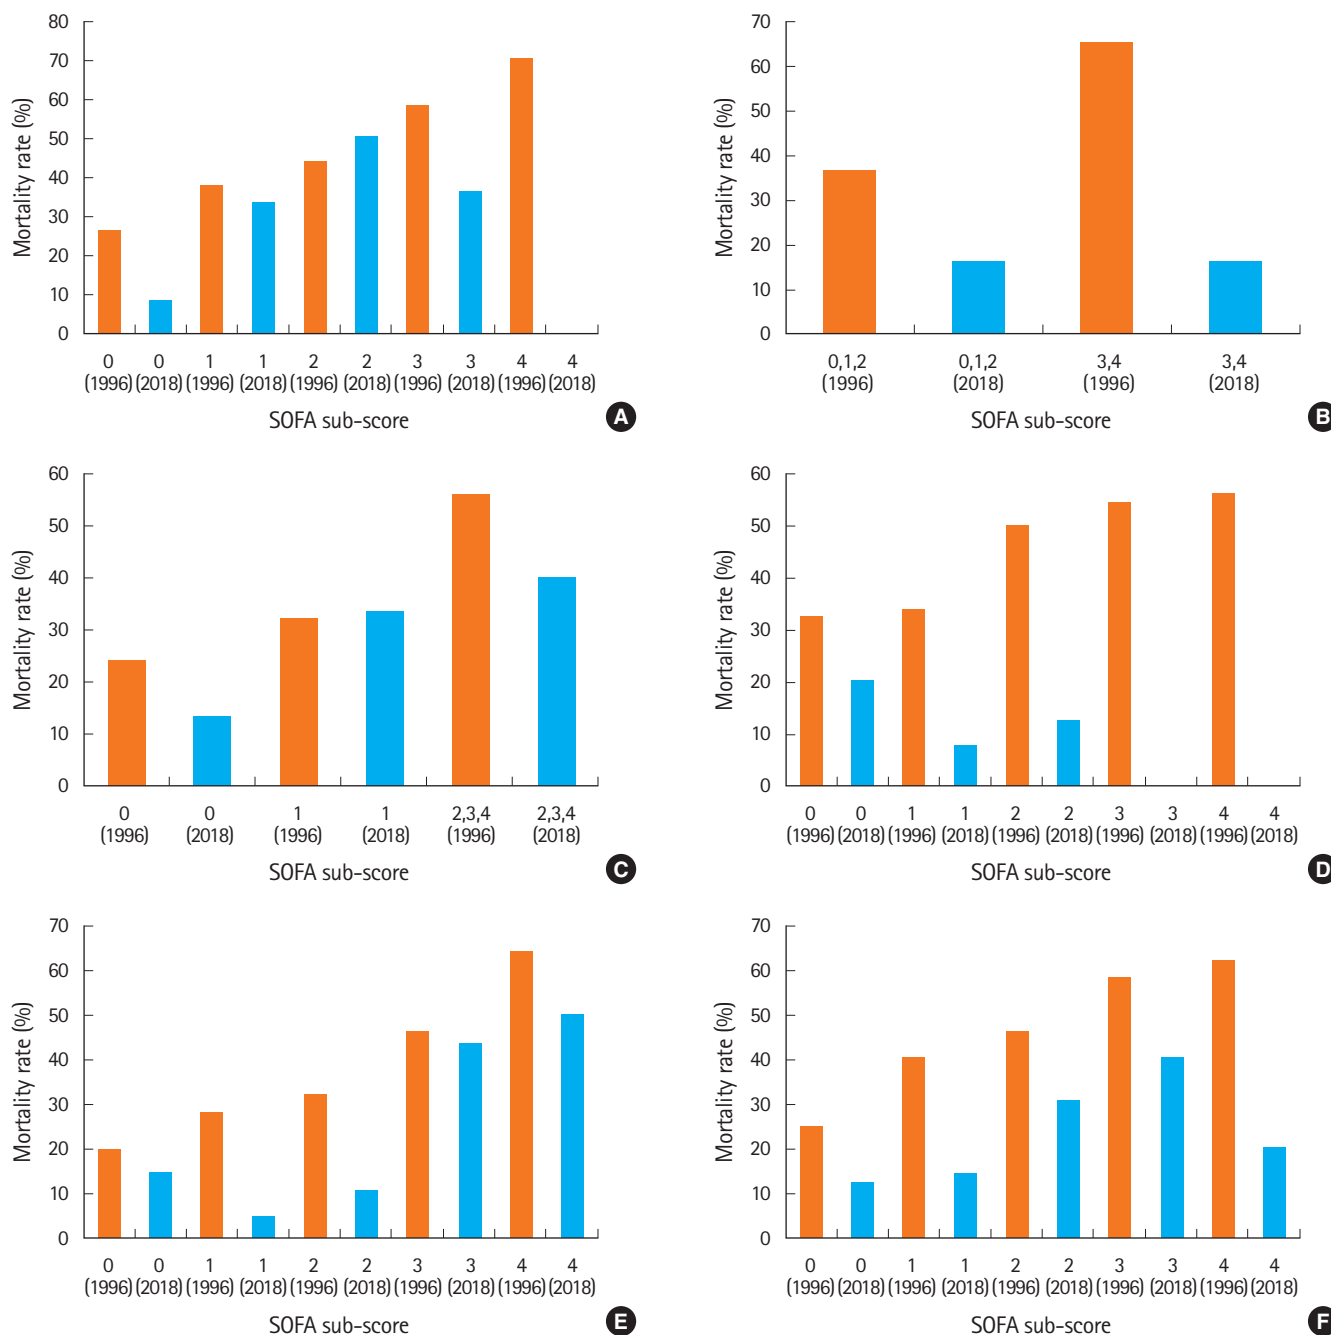 Mortality rate (%)
80
70
60
50
40
30
20
10
0
0 0 1 1 2 2 3 3 4 4
(1996) (2018) (1996) (2018) (1996) (2018) (1996) (2018) (1996) (2018)
SOFA sub-score
A
Mortality rate (%)
70
60
50
40
30
20
10
0
0,1,2 0,1,2 3,4 3,4
(1996) (2018) (1996) (2018)
SOFA sub-score
B
Mortality rate (%)
60
50
40
30
20
10
0
0 0 1 1 2,3,4 2,3,4
(1996) (2018) (1996) (2018) (1996) (2018)
SOFA sub-score
C
Mortality rate (%)
60
50
40
30
20
10
0
0 0 1 1 2 2 3 3 4 4
(1996) (2018) (1996) (2018) (1996) (2018) (1996) (2018) (1996) (2018)
SOFA sub-score
D
Mortality rate (%)
70
60
50
40
30
20
10
0
0 0 1 1 2 2 3 3 4 4
(1996) (2018) (1996) (2018) (1996) (2018) (1996) (2018) (1996) (2018)
SOFA sub-score
E
Mortality rate (%)
70
60
50
40
30
20
10
0
0 0 1 1 2 2 3 3 4 4
(1996) (2018) (1996) (2018) (1996) (2018) (1996) (2018) (1996) (2018)
SOFA sub-score
F